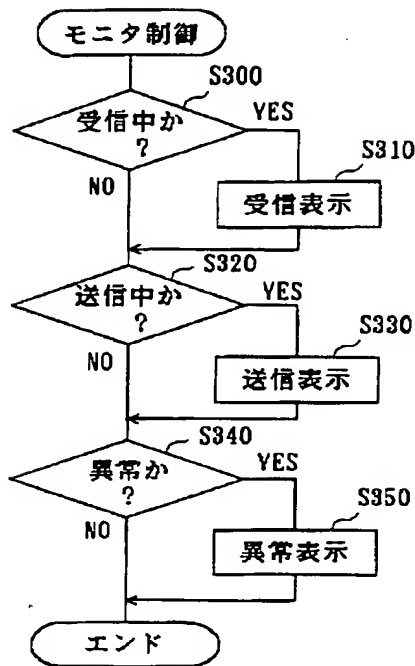 モニタ制御
S300
受信中か
?
YES
NO
S310
受信表示
S320
送信中か
?
YES
NO
S330
送信表示
S340
異常か
?
YES
NO
S350
異常表示
エンド